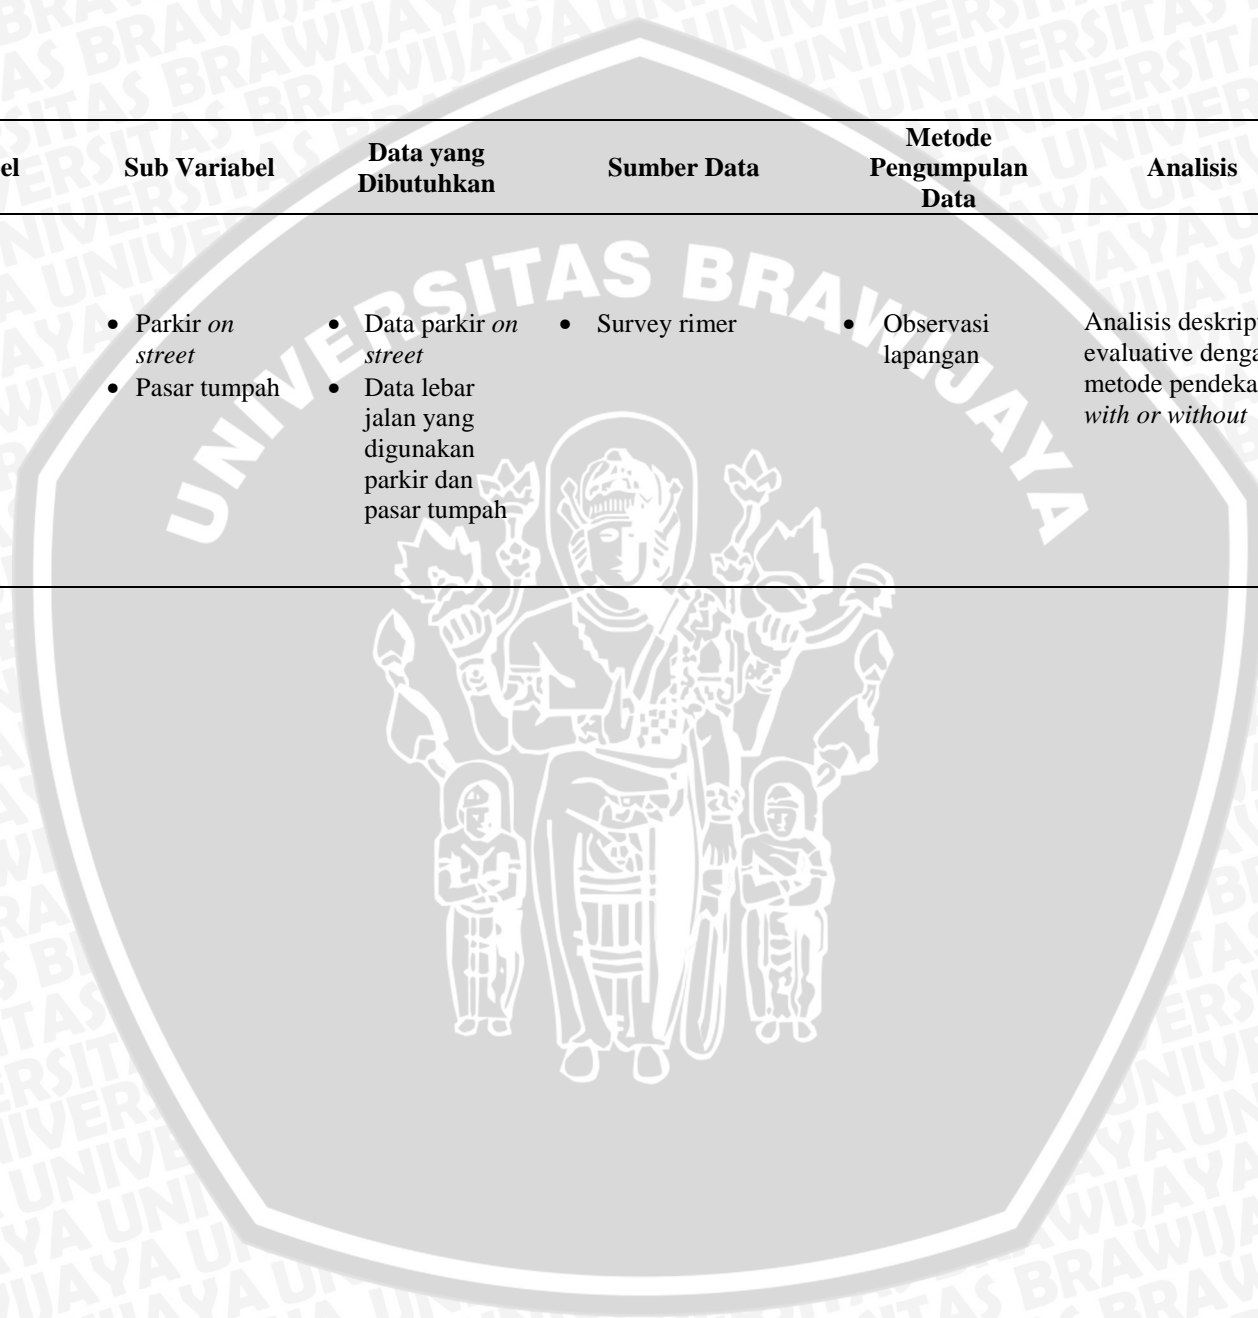 el
Sub Variabel
Data yang
Dibutuhkan
Sumber Data
Metode
Pengumpulan
Data
Analisis
• Parkir on
street
• Pasar tumpah
• Data parkir on
street
• Data lebar
jalan yang
digunakan
parkir dan
pasar tumpah
• Survey rimer
• Observasi
lapangan
Analisis deskrip
evaluative denga
metode pendeka
with or without
UNIVERSITAS BRAWIJAYA